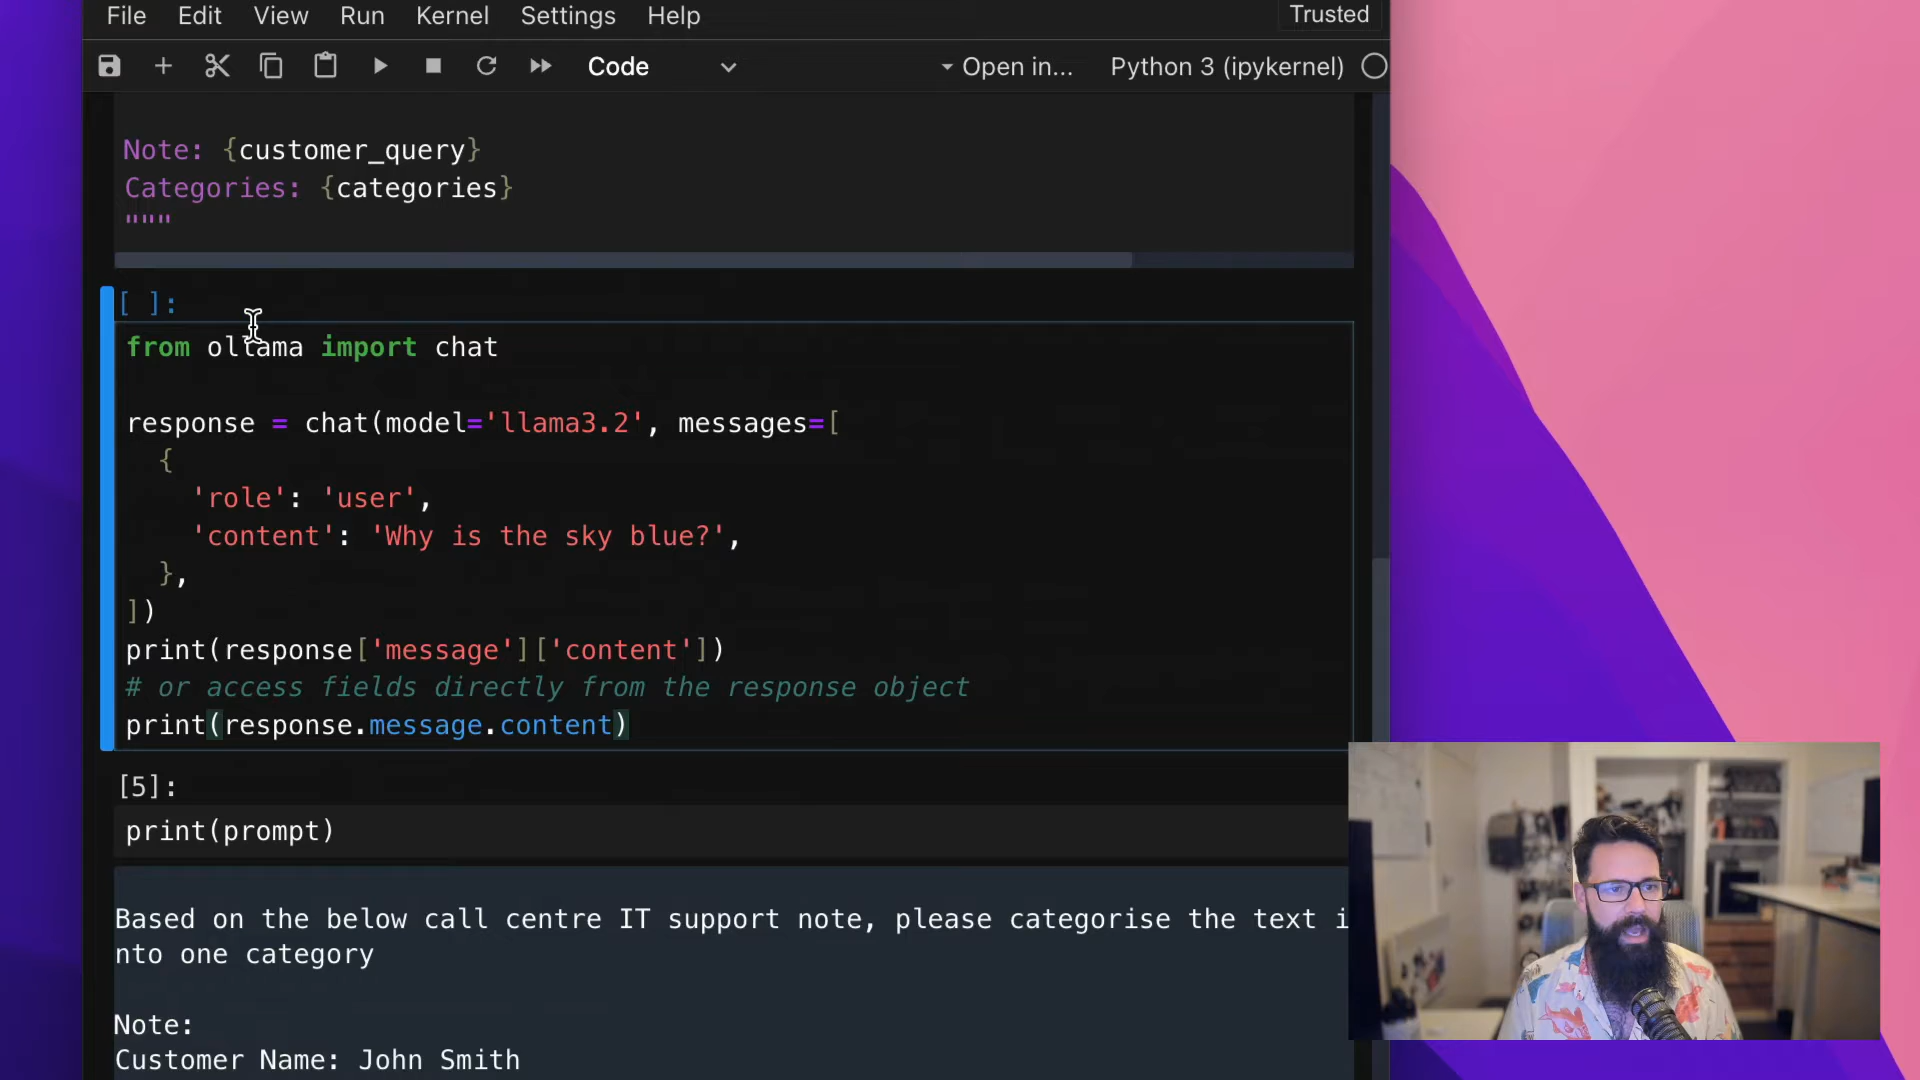 File Edit View Run Kernel Settings Help Trusted
Code Open in... Python 3 (ipykernel)
Note: {customer_query}
Categories: {categories}
"""
[ ]:
from ollama import chat
response = chat(model='llama3.2', messages=[
{
'role': 'user',
'content': 'Why is the sky blue?',
},
])
print(response['message']['content'])
# or access fields directly from the response object
print(response.message.content)
[5]:
print(prompt)
Based on the below call centre IT support note, please categorise the text i
nto one category
Note:
Customer Name: John Smith